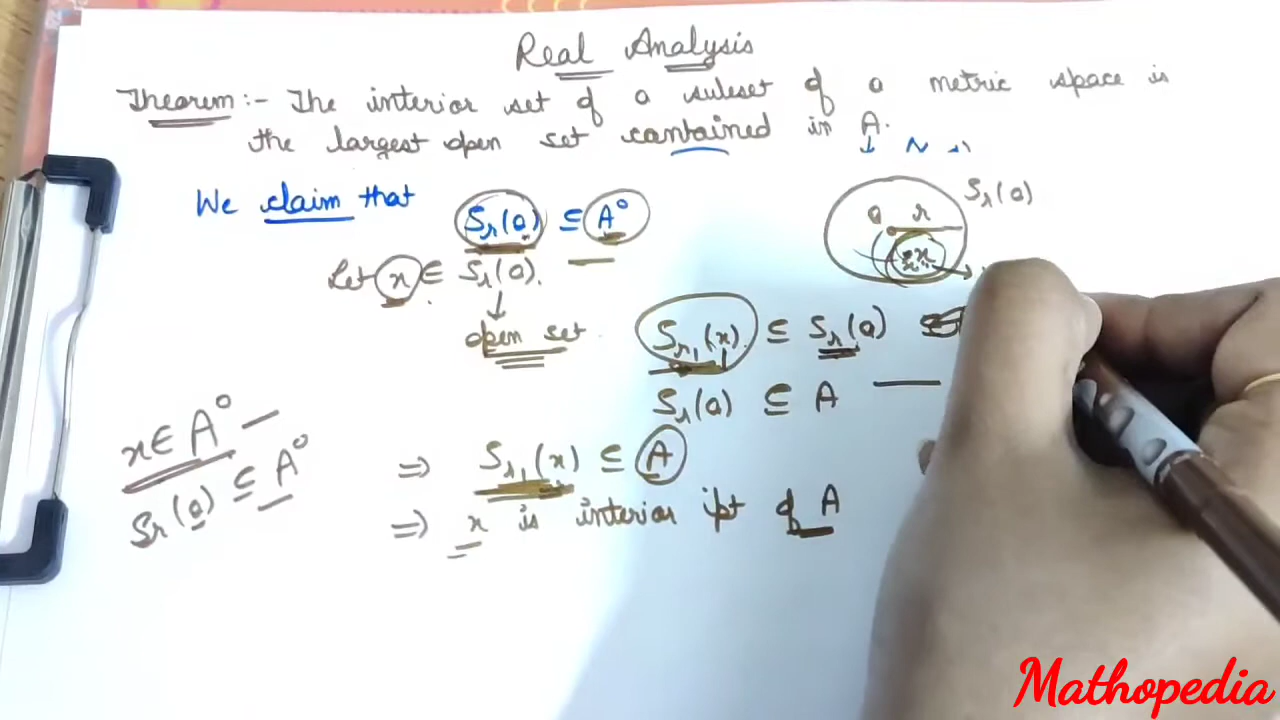 Real Analysis
Theorem:- The interior set of a subset of a metric space is
the largest open set contained in A.
We claim that Sr(a) ⊆ A°
Sr(a)
a r
x
Let x ∈ Sr(a).
open set
Sr₁(x) ⊆ Sr(a)
Sr(a) ⊆ A
x ∈ A°
Sr(a) ⊆ A°
⇒ Sr₁(x) ⊆ A
⇒ x is interior pt of A
Mathopedia